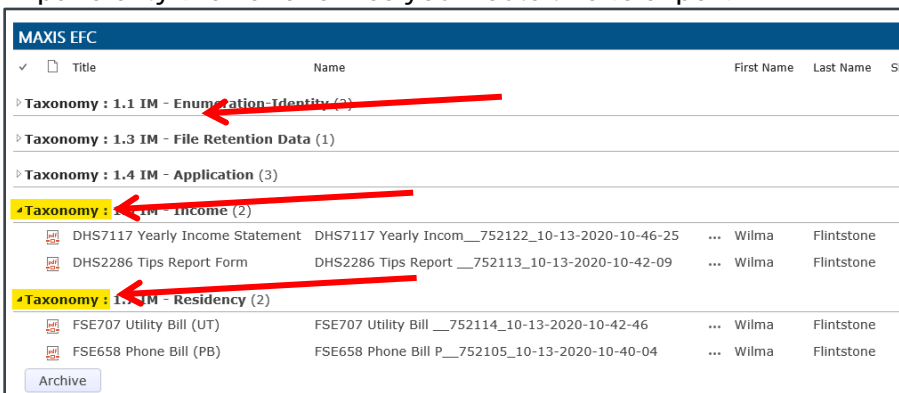 MAXIS EFC
Title Name First Name Last Name
Taxonomy : 1.1 IM - Enumeration-Identity (2)
Taxonomy : 1.3 IM - File Retention Data (1)
Taxonomy : 1.4 IM - Application (3)
Taxonomy : IM - Income (2)
DHS7117 Yearly Income Statement DHS7117 Yearly Incom__752122_10-13-2020-10-46-25 ... Wilma Flintstone
DHS2286 Tips Report Form DHS2286 Tips Report __752113_10-13-2020-10-42-09 ... Wilma Flintstone
Taxonomy : IM - Residency (2)
FSE707 Utility Bill (UT) FSE707 Utility Bill __752114_10-13-2020-10-42-46 ... Wilma Flintstone
FSE658 Phone Bill (PB) FSE658 Phone Bill P__752105_10-13-2020-10-40-04 ... Wilma Flintstone
Archive